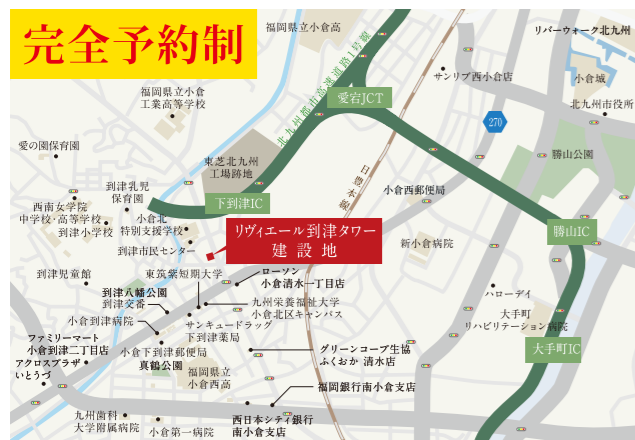 完全予約制
福岡県立小倉高
北九州都市高速道路1号線
リバーウォーク北九州
サンリブ西小倉店
小倉城
愛宕JCT
北九州市役所
福岡県立小倉
工業高等学校
270
愛の園保育園
勝山公園
東芝北九州
工場跡地
日豊本線
到津乳児
保育園
小倉西郵便局
西南女学院
中学校・高等学校
下到津IC
小倉北
特別支援学校
到津小学校
リヴィエール到津タワー
建設地
勝山IC
到津市民センター
新小倉病院
到津児童館
東筑紫短期大学
ローソン
小倉清水一丁目店
到津八幡公園
到津交番
九州栄養福祉大学
小倉北区キャンパス
ハローデイ
小倉到津病院
サンキュードラッグ
下到津薬局
大手町
リハビリテーション病院
ファミリーマート
小倉到津二丁目店
小倉下到津郵便局
グリーンコープ生協
ふくおか 清水店
大手町IC
アクロスプラザ
いとうづ
真鶴公園
福岡県立
小倉西高
福岡銀行南小倉支店
九州歯科
大学附属病院
小倉第一病院
西日本シティ銀行
南小倉支店